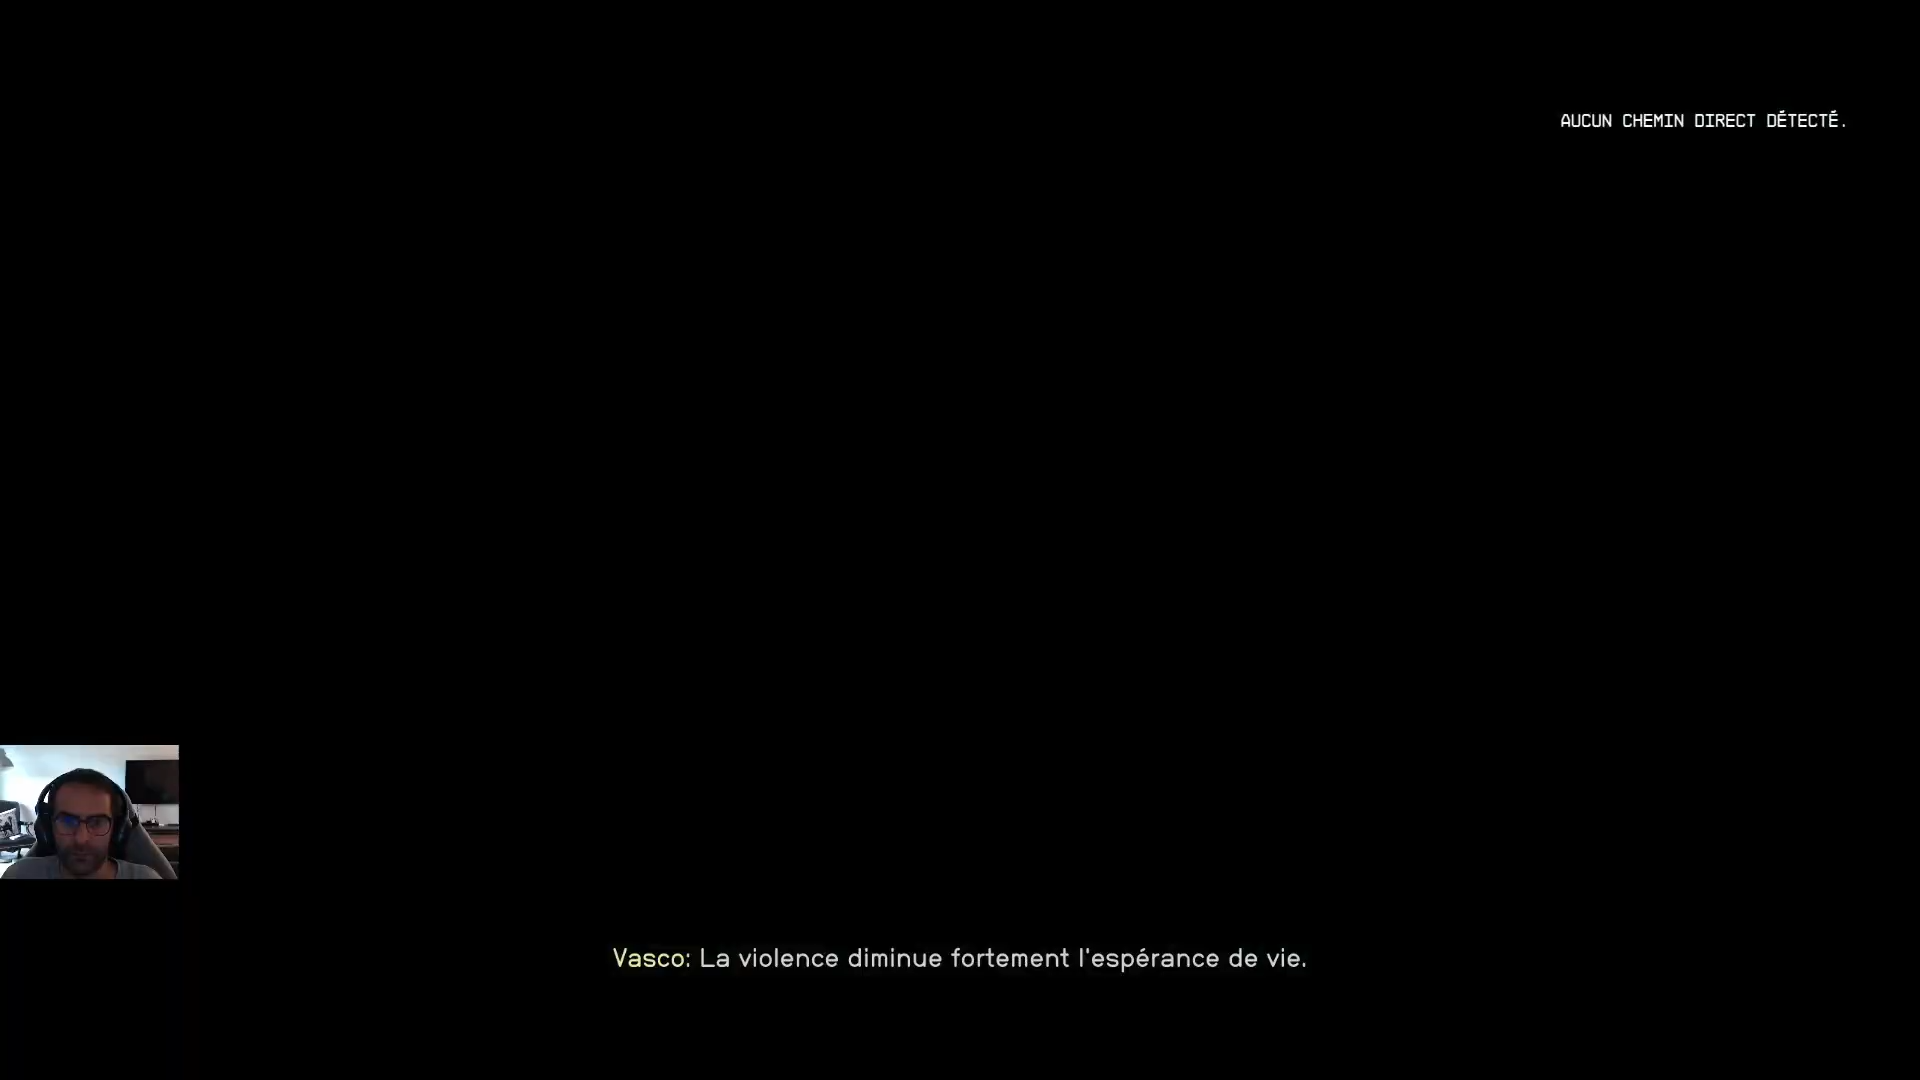 AUCUN CHEMIN DIRECT DÉTECTÉ.
Vasco: La violence diminue fortement l'espérance de vie.